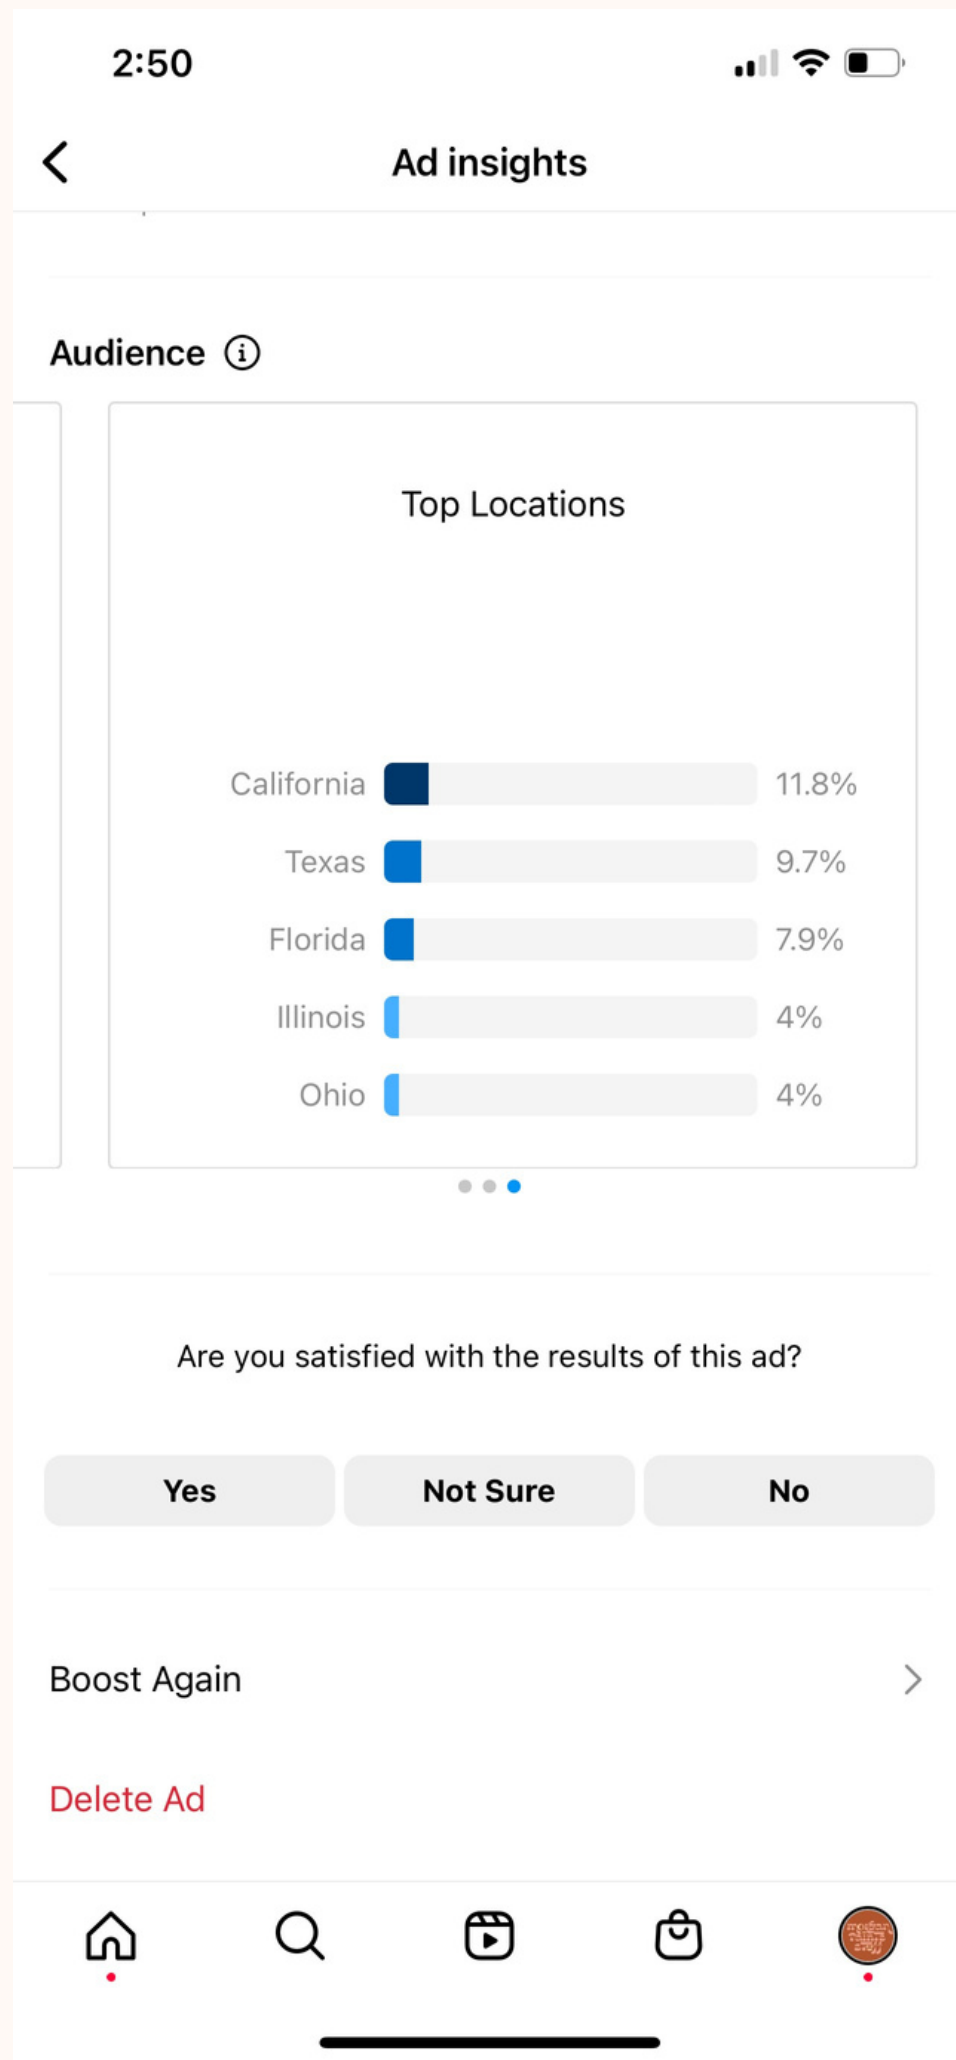 2:50
Ad insights
Audience
Top Locations
California 11.8%
Texas 9.7%
Florida 7.9%
Illinois 4%
Ohio 4%
Are you satisfied with the results of this ad?
Yes Not Sure No
Boost Again
Delete Ad